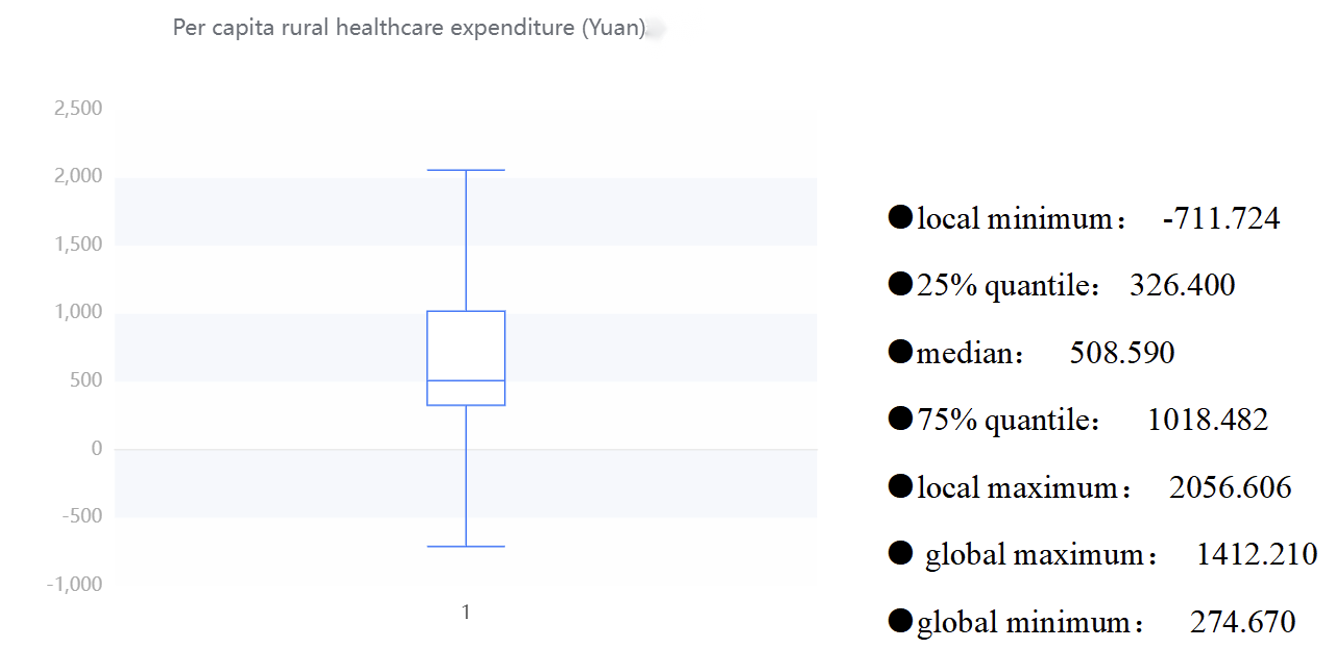 Per capita rural healthcare expenditure (Yuan)
2,500
2,000
1,500
1,000
500
0
-500
-1,000
1
●local minimum： -711.724
●25% quantile： 326.400
●median： 508.590
●75% quantile： 1018.482
●local maximum： 2056.606
● global maximum： 1412.210
●global minimum： 274.670